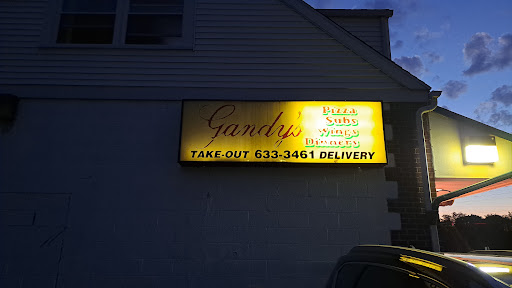 Gandy's
Pizza
Subs
Wings
Dinners
TAKE-OUT 633-3461 DELIVERY